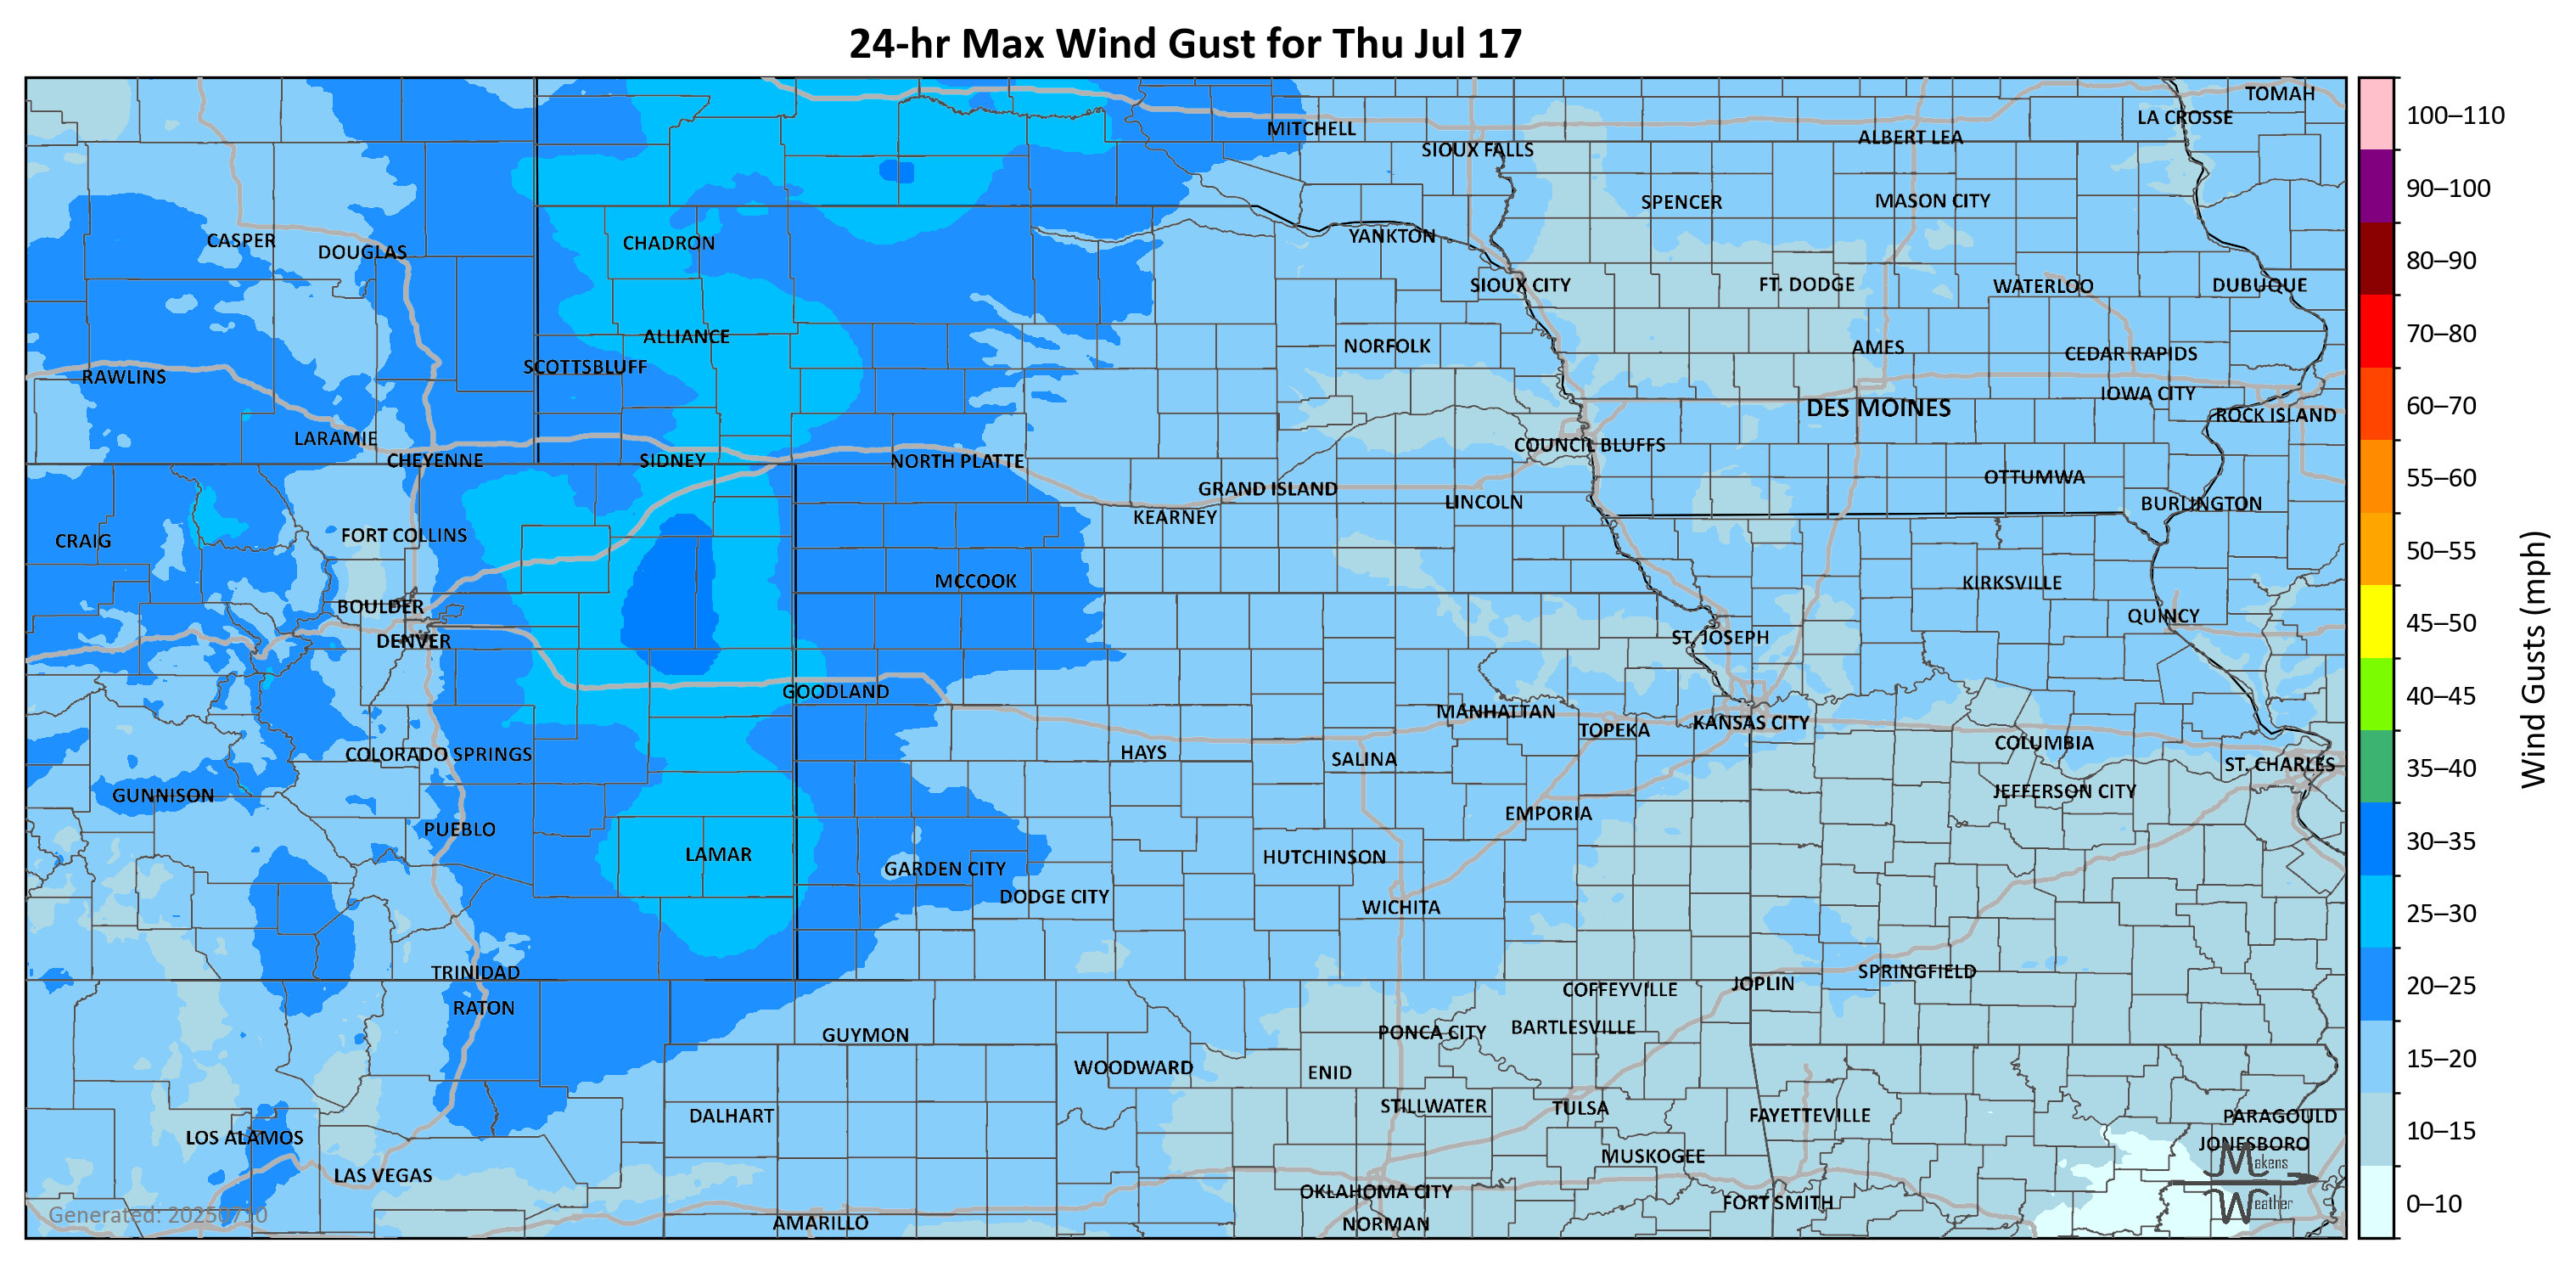 24-hr Max Wind Gust for Thu Jul 17
TOMAH
LA CROSSE
MITCHELL
ALBERT LEA
SIOUX FALLS
SPENCER
MASON CITY
CASPER
DOUGLAS
CHADRON
YANKTON
SIOUX CITY
FT. DODGE
WATERLOO
DUBUQUE
ALLIANCE
NORFOLK
AMES
CEDAR RAPIDS
RAWLINS
SCOTTSBLUFF
IOWA CITY
DES MOINES
ROCK ISLAND
LARAMIE
COUNCIL BLUFFS
CHEYENNE
SIDNEY
NORTH PLATTE
OTTUMWA
GRAND ISLAND
LINCOLN
BURLINGTON
KEARNEY
CRAIG
FORT COLLINS
MCCOOK
KIRKSVILLE
BOULDER
QUINCY
DENVER
ST. JOSEPH
GOODLAND
MANHATTAN
TOPEKA
KANSAS CITY
COLORADO SPRINGS
HAYS
SALINA
COLUMBIA
ST. CHARLES
GUNNISON
JEFFERSON CITY
EMPORIA
PUEBLO
LAMAR
GARDEN CITY
HUTCHINSON
DODGE CITY
WICHITA
TRINIDAD
SPRINGFIELD
JOPLIN
COFFEYVILLE
RATON
GUYMON
PONCA CITY
BARTLESVILLE
WOODWARD
ENID
DALHART
STILLWATER
TULSA
FAYETTEVILLE
PARAGOULD
LOS ALAMOS
JONESBORO
LAS VEGAS
MUSKOGEE
OKLAHOMA CITY
FORT SMITH
AMARILLO
NORMAN
Generated: 20250710
Makens
Weather
100–110
90–100
80–90
70–80
60–70
55–60
50–55
45–50
40–45
35–40
30–35
25–30
20–25
15–20
10–15
0–10
Wind Gusts (mph)